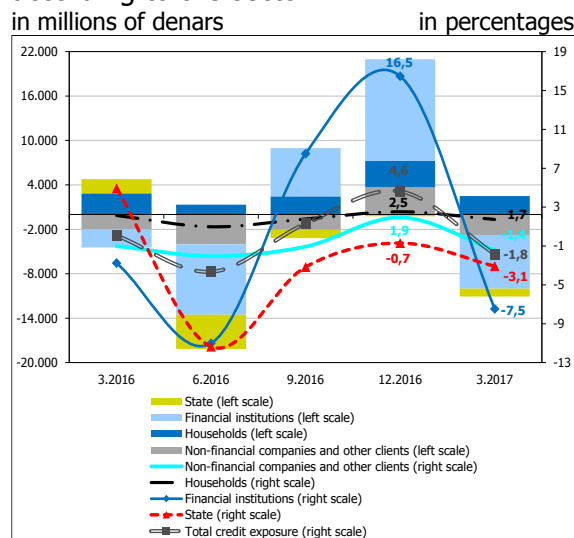 in millions of denars in percentages
22.000 19
16.000 15
10.000 11
4.000 7
-2.000 3
-8.000 -1
-14.000 -5
-20.000 -9
-13
16,5
4,6
2,5
1,9
-0,7
1,7
-1,4
-1,8
-3,1
-7,5
3.2016 6.2016 9.2016 12.2016 3.2017
State (left scale)
Financial institutions (left scale)
Households (left scale)
Non-financial companies and other clients (left scale)
Non-financial companies and other clients (right scale)
Households (right scale)
Financial institutions (right scale)
State (right scale)
Total credit exposure (right scale)